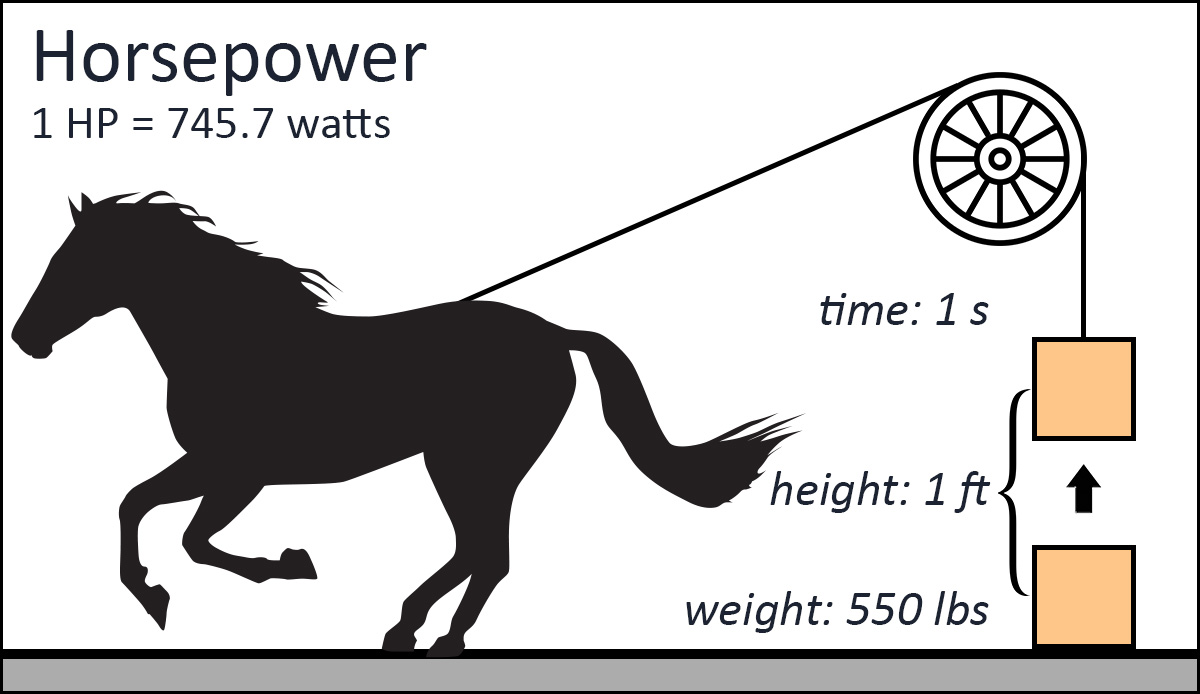 Horsepower
1 HP = 745.7 watts
time: 1 s
height: 1 ft
weight: 550 lbs